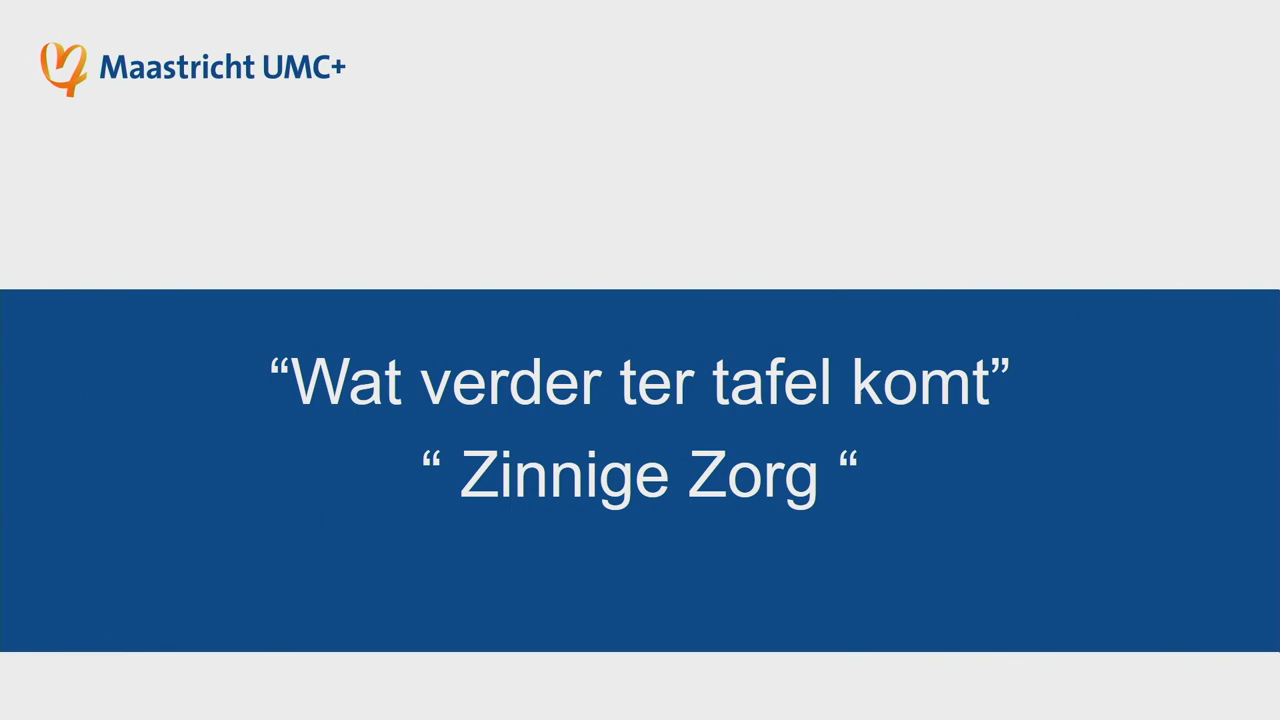 Maastricht UMC+
“Wat verder ter tafel komt”
“ Zinnige Zorg “